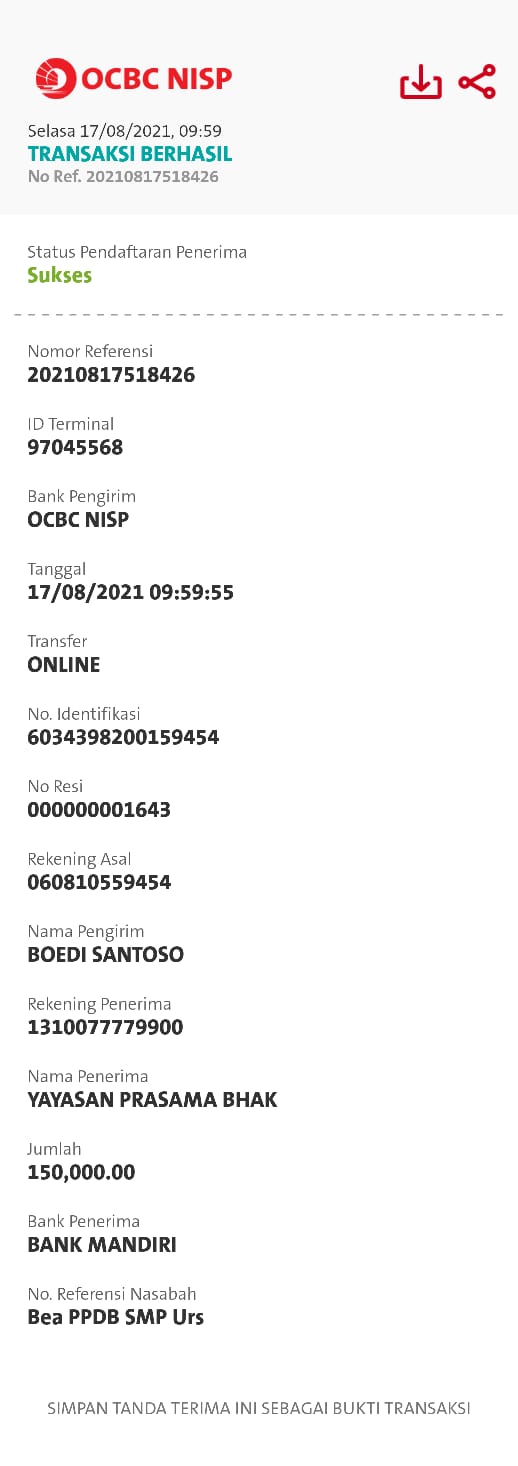 OCBC NISP
Selasa 17/08/2021, 09:59
TRANSAKSI BERHASIL
No Ref. 20210817518426
Status Pendaftaran Penerima
Sukses
Nomor Referensi
20210817518426
ID Terminal
97045568
Bank Pengirim
OCBC NISP
Tanggal
17/08/2021 09:59:55
Transfer
ONLINE
No. Identifikasi
6034398200159454
No Resi
000000001643
Rekening Asal
060810559454
Nama Pengirim
BOEDI SANTOSO
Rekening Penerima
1310077779900
Nama Penerima
YAYASAN PRASAMA BHAK
Jumlah
150,000.00
Bank Penerima
BANK MANDIRI
No. Referensi Nasabah
Bea PPDB SMP Urs
SIMPAN TANDA TERIMA INI SEBAGAI BUKTI TRANSAKSI